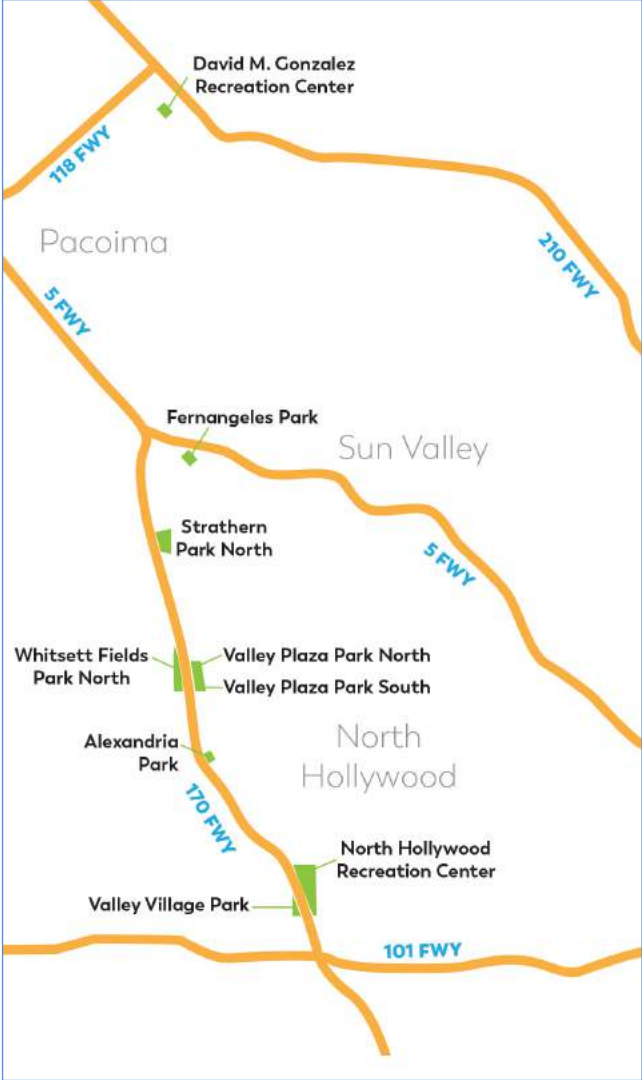 David M. Gonzalez
Recreation Center
118 FWY
Pacoima
210 FWY
5 FWY
Fernangeles Park
Sun Valley
Strathern
Park North
5 FWY
Whitsett Fields
Park North
Valley Plaza Park North
Valley Plaza Park South
Alexandria
Park
North
Hollywood
170 FWY
North Hollywood
Recreation Center
Valley Village Park
101 FWY